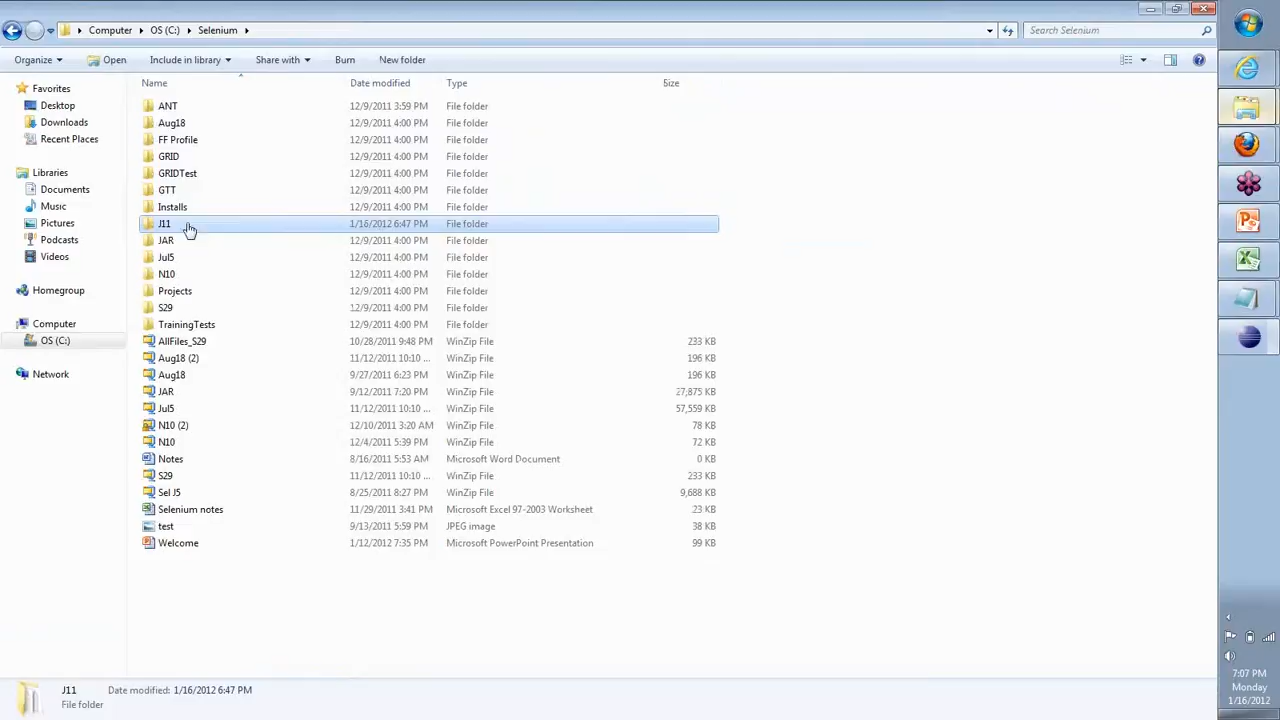 Computer OS (C:) Selenium Search Selenium
Organize Open Include in library Share with Burn New folder
Name Date modified Type Size
Favorites
Desktop
Downloads
Recent Places
Libraries
Documents
Music
Pictures
Podcasts
Videos
Homegroup
Computer
OS (C:)
Network
ANT 12/9/2011 3:59 PM File folder
Aug18 12/9/2011 4:00 PM File folder
FF Profile 12/9/2011 4:00 PM File folder
GRID 12/9/2011 4:00 PM File folder
GRIDTest 12/9/2011 4:00 PM File folder
GTT 12/9/2011 4:00 PM File folder
Installs 12/9/2011 4:00 PM File folder
J11 1/16/2012 6:47 PM File folder
JAR 12/9/2011 4:00 PM File folder
Jul5 12/9/2011 4:00 PM File folder
N10 12/9/2011 4:00 PM File folder
Projects 12/9/2011 4:00 PM File folder
S29 12/9/2011 4:00 PM File folder
TrainingTests 12/9/2011 4:00 PM File folder
AllFiles_S29 10/28/2011 9:48 PM WinZip File 233 KB
Aug18 (2) 11/12/2011 10:10 ... WinZip File 196 KB
Aug18 9/27/2011 6:23 PM WinZip File 196 KB
JAR 9/12/2011 7:20 PM WinZip File 27,875 KB
Jul5 11/12/2011 10:10 ... WinZip File 57,559 KB
N10 (2) 12/10/2011 3:20 AM WinZip File 78 KB
N10 12/4/2011 5:39 PM WinZip File 72 KB
Notes 8/16/2011 5:53 AM Microsoft Word Document 0 KB
S29 11/12/2011 10:10 ... WinZip File 233 KB
Sel J5 8/25/2011 8:27 PM WinZip File 9,688 KB
Selenium notes 11/29/2011 3:41 PM Microsoft Excel 97-2003 Worksheet 23 KB
test 9/13/2011 5:59 PM JPEG image 38 KB
Welcome 1/12/2012 7:35 PM Microsoft PowerPoint Presentation 99 KB
J11 Date modified: 1/16/2012 6:47 PM
File folder
7:07 PM
Monday
1/16/2012